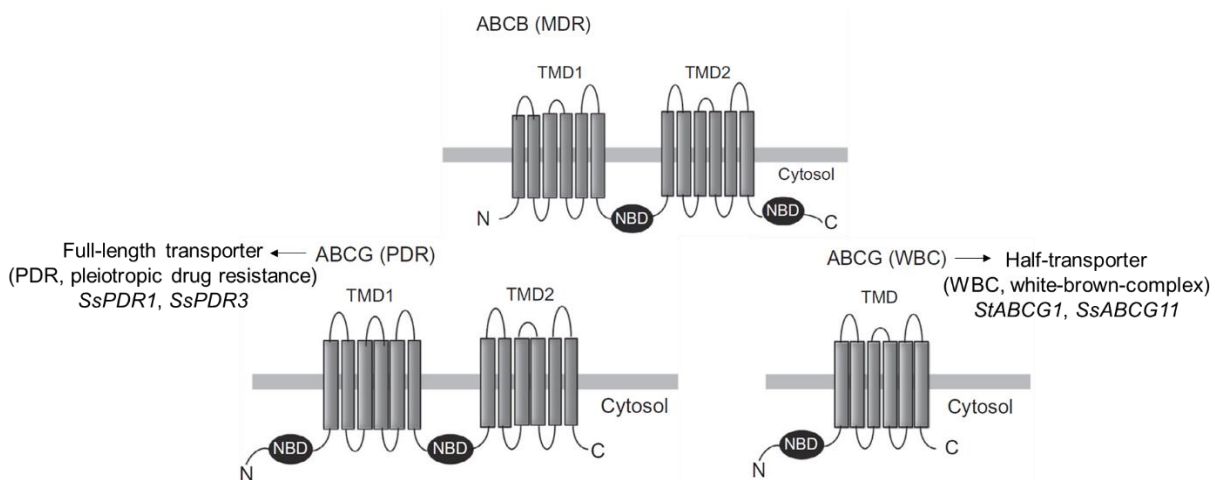 ABCB (MDR)
TMD1
TMD2
Cytosol
N
NBD
NBD
C
Full-length transporter
(PDR, pleiotropic drug resistance)
SsPDR1, SsPDR3
ABCG (PDR)
TMD1
TMD2
Cytosol
N
NBD
NBD
C
ABCG (WBC)
Half-transporter
(WBC, white-brown-complex)
StABCG1, SsABCG11
TMD
Cytosol
N
NBD
C